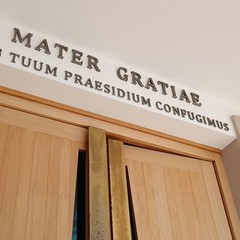 MATER GRATIAE
TUUM PRAESIDIUM CONFUGIMUS